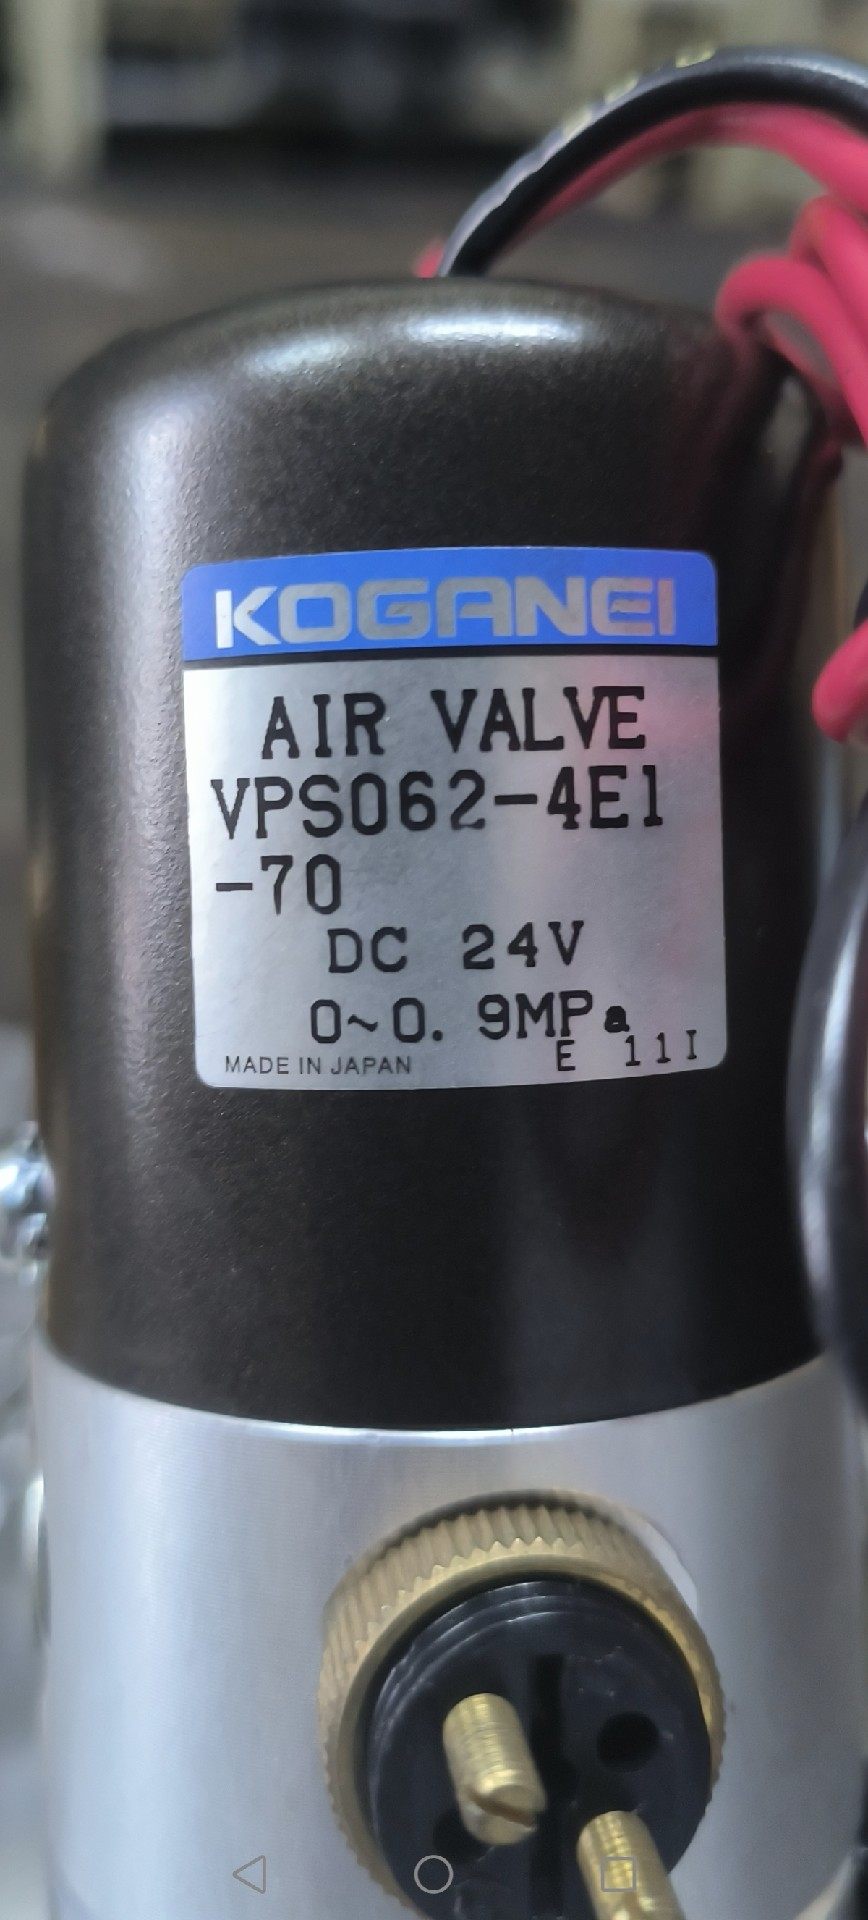 KOGANEI
AIR VALVE
VPS062-4E1
-70
DC 24V
0~0.9MPa
MADE IN JAPAN E 11I